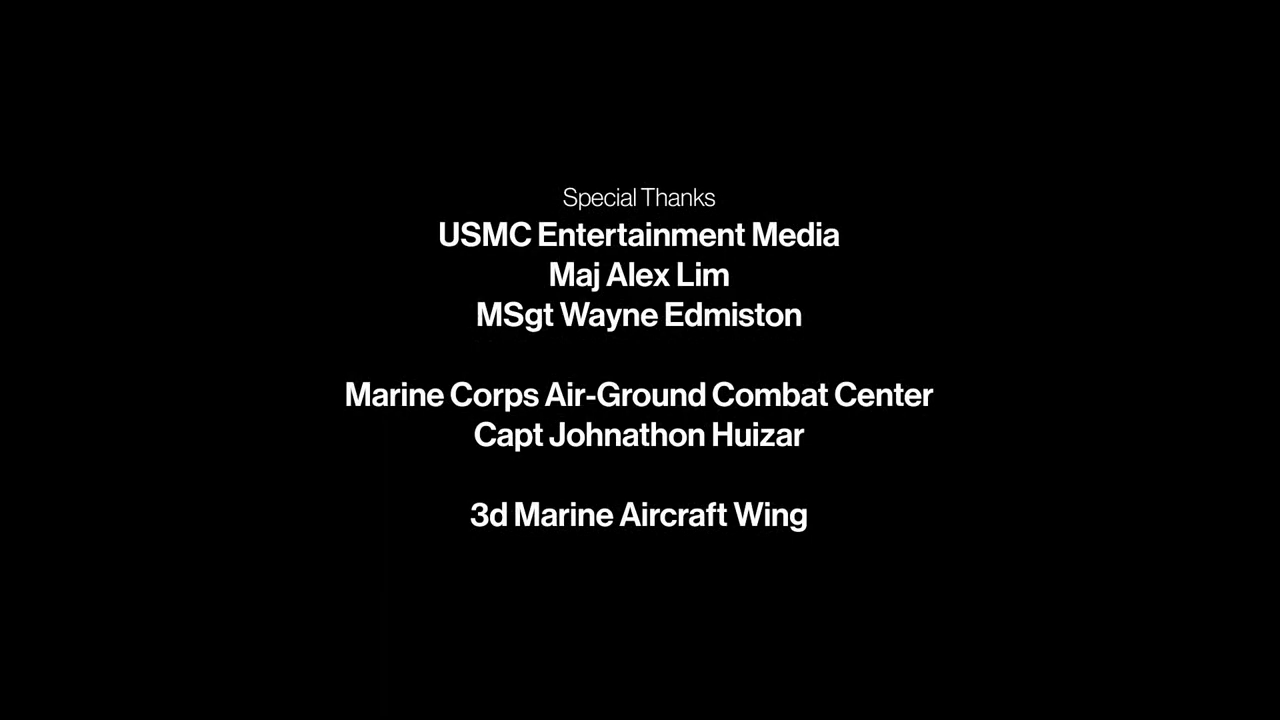 Special Thanks
USMC Entertainment Media
Maj Alex Lim
MSgt Wayne Edmiston
Marine Corps Air-Ground Combat Center
Capt Johnathon Huizar
3d Marine Aircraft Wing